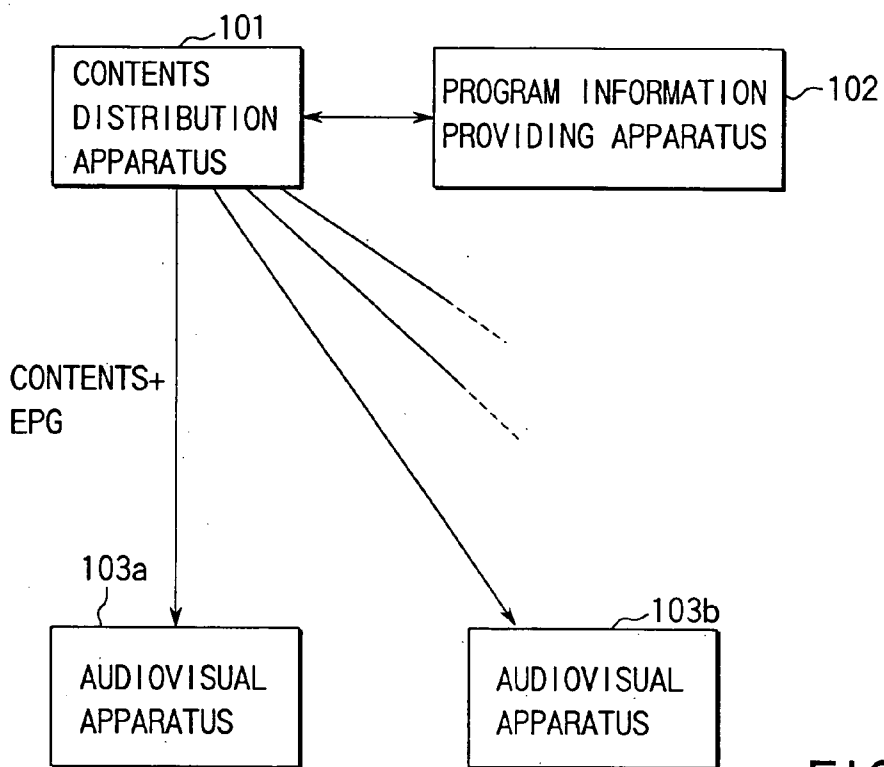 101
CONTENTS
DISTRIBUTION
APPARATUS
PROGRAM INFORMATION
PROVIDING APPARATUS
102
CONTENTS+
EPG
103a
AUDIOVISUAL
APPARATUS
103b
AUDIOVISUAL
APPARATUS